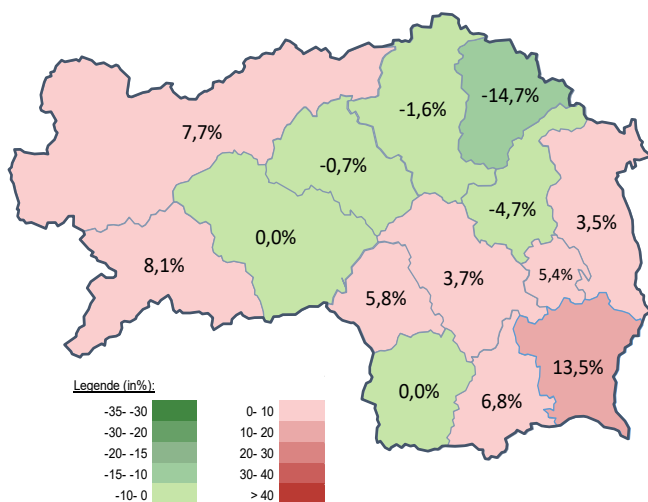 -14,7%
-1,6%
7,7%
-0,7%
-4,7%
3,5%
0,0%
8,1%
5,4%
3,7%
5,8%
13,5%
0,0%
6,8%
Legende (in%):
-35- -30 0- 10
-30- -20 10- 20
-20- -15 20- 30
-15- -10 30- 40
-10- 0 > 40